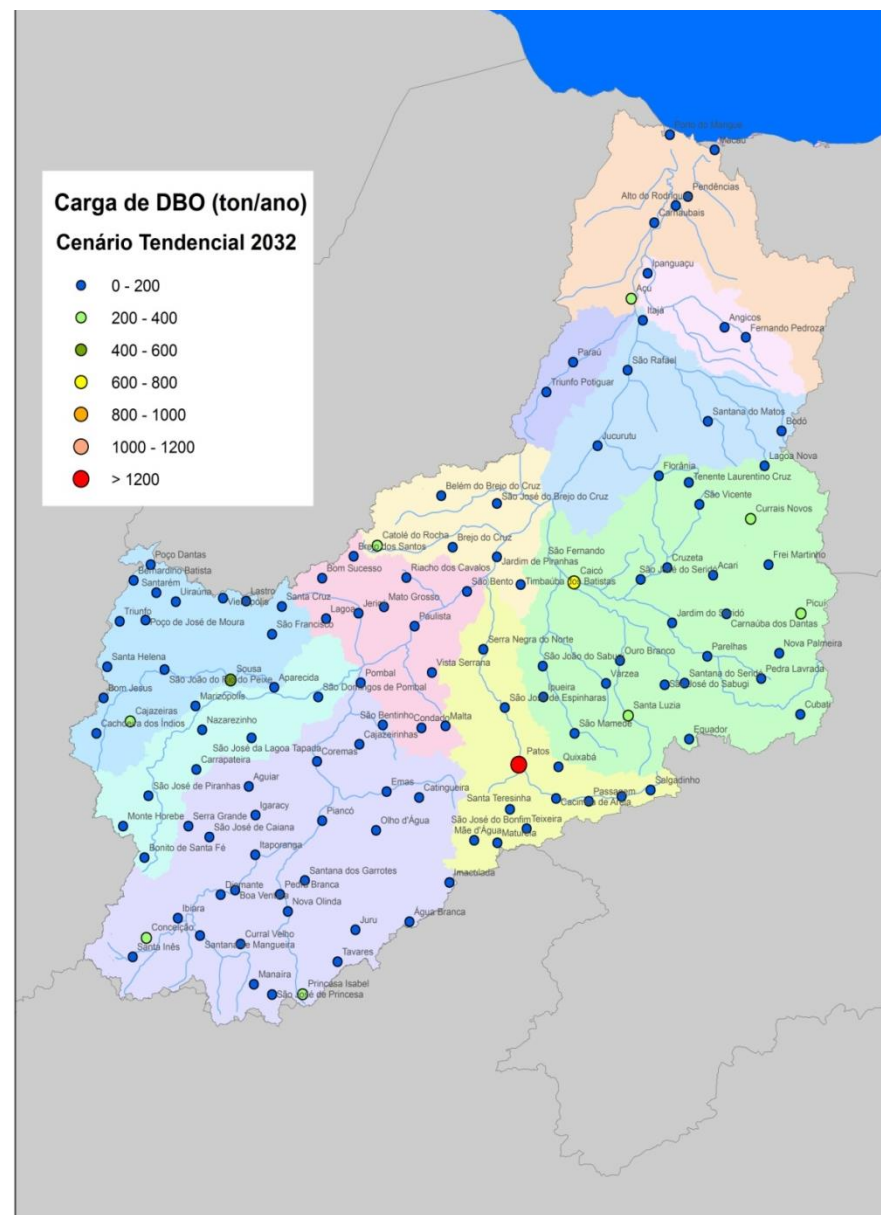 Carga de DBO (ton/ano)
Cenário Tendencial 2032
0 - 200
200 - 400
400 - 600
600 - 800
800 - 1000
1000 - 1200
> 1200
Porto do Mangue
Macau
Pendências
Alto do Rodrigues
Carnaubais
Ipanguaçu
Açu
Itajá
Angicos
Fernando Pedroza
Paraú
São Rafael
Triunfo Potiguar
Santana do Matos
Bodó
Jucurutu
Lagoa Nova
Florânia
Tenente Laurentino Cruz
Belém do Brejo do Cruz
São José do Brejo do Cruz
São Vicente
Currais Novos
Catolé do Rocha
Brejo do Cruz
Brejo dos Santos
Jardim de Piranhas
São Fernando
Caicó
Timbaúba dos Batistas
Cruzeta
São José do Seridó
Acari
Frei Martinho
Poço Dantas
Bernardino Batista
Santarém
Uiraúna
Vieirópolis
Lastro
Santa Cruz
Bom Sucesso
Riacho dos Cavalos
São Bento
Lagoa
Jericó
Mato Grosso
Paulista
Picuí
Carnaúba dos Dantas
Jardim do Seridó
Triunfo
Poço de José de Moura
São Francisco
Serra Negra do Norte
São João do Sabugi
Ouro Branco
Parelhas
Nova Palmeira
Santa Helena
Sousa
São João do Rio do Peixe
Aparecida
Pombal
Vista Serrana
Ipueira
Várzea
Santana do Seridó
São José do Sabugi
Pedra Lavrada
Bom Jesus
Marizópolis
São Domingos de Pombal
São José de Espinharas
Cajazeiras
Cachoeira dos Índios
Nazarezinho
São Bentinho
Condado
Malta
Santa Luzia
São Mamede
Cubati
Equador
São José da Lagoa Tapada
Cajazeirinhas
Coremas
Carrapateira
Patos
Quixabá
São José de Piranhas
Aguiar
Emas
Catingueira
Salgadinho
Passagem
Cacimba de Areia
Santa Teresinha
Monte Horebe
Serra Grande
Igaracy
Piancó
São José de Caiana
Olho d'Água
São José do Bonfim
Teixeira
Mãe d'Água
Maturéia
Bonito de Santa Fé
Itaporanga
Santana dos Garrotes
Imaculada
Diamante
Boa Ventura
Pedra Branca
Nova Olinda
Ibiara
Água Branca
Juru
Conceição
Santana de Mangueira
Curral Velho
Santa Inês
Tavares
Manaíra
Princesa Isabel
São José de Princesa